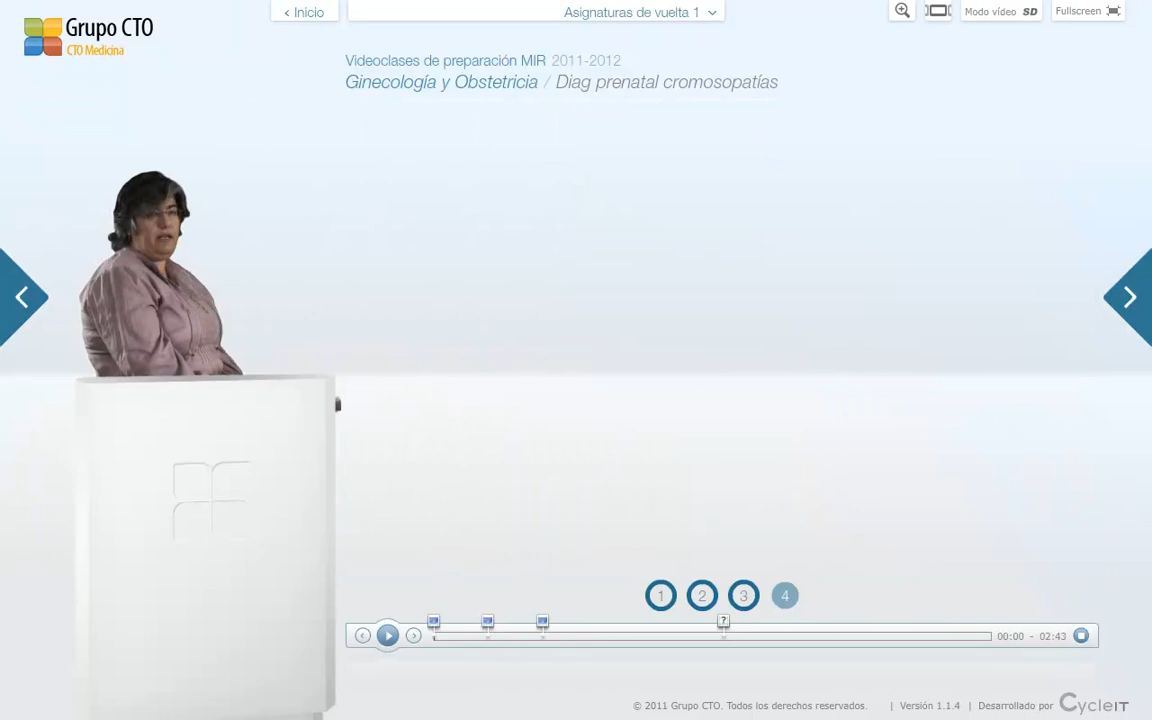 Grupo CTO
CTO Medicina
‹ Inicio
Asignaturas de vuelta 1
Modo vídeo SD
Fullscreen
Videoclases de preparación MIR 2011-2012
Ginecología y Obstetricia / Diag prenatal cromosopatías
1 2 3 4
?
00:00 - 02:43
© 2011 Grupo CTO. Todos los derechos reservados. | Versión 1.1.4 | Desarrollado por CycleIT